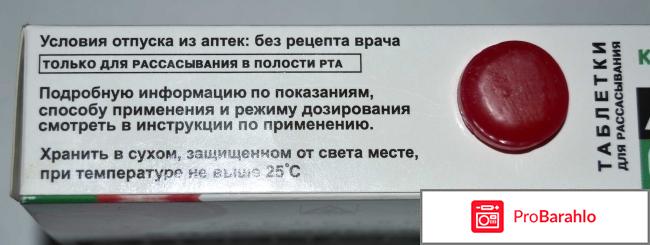 Условия отпуска из аптек: без рецепта врача
ТОЛЬКО ДЛЯ РАССАСЫВАНИЯ В ПОЛОСТИ РТА
Подробную информацию по показаниям,
способу применения и режиму дозирования
смотреть в инструкции по применению.
Хранить в сухом, защищенном от света месте,
при температуре не выше 25°С
ТАБЛЕТКИ
ДЛЯ РАССАСЫВАНИЯ
ProBarahlo